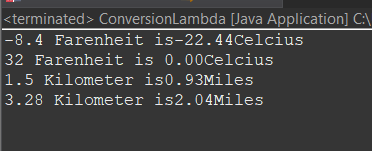 <terminated> ConversionLambda [Java Application] C:\
-8.4 Farenheit is-22.44Celcius
32 Farenheit is 0.00Celcius
1.5 Kilometer is0.93Miles
3.28 Kilometer is2.04Miles